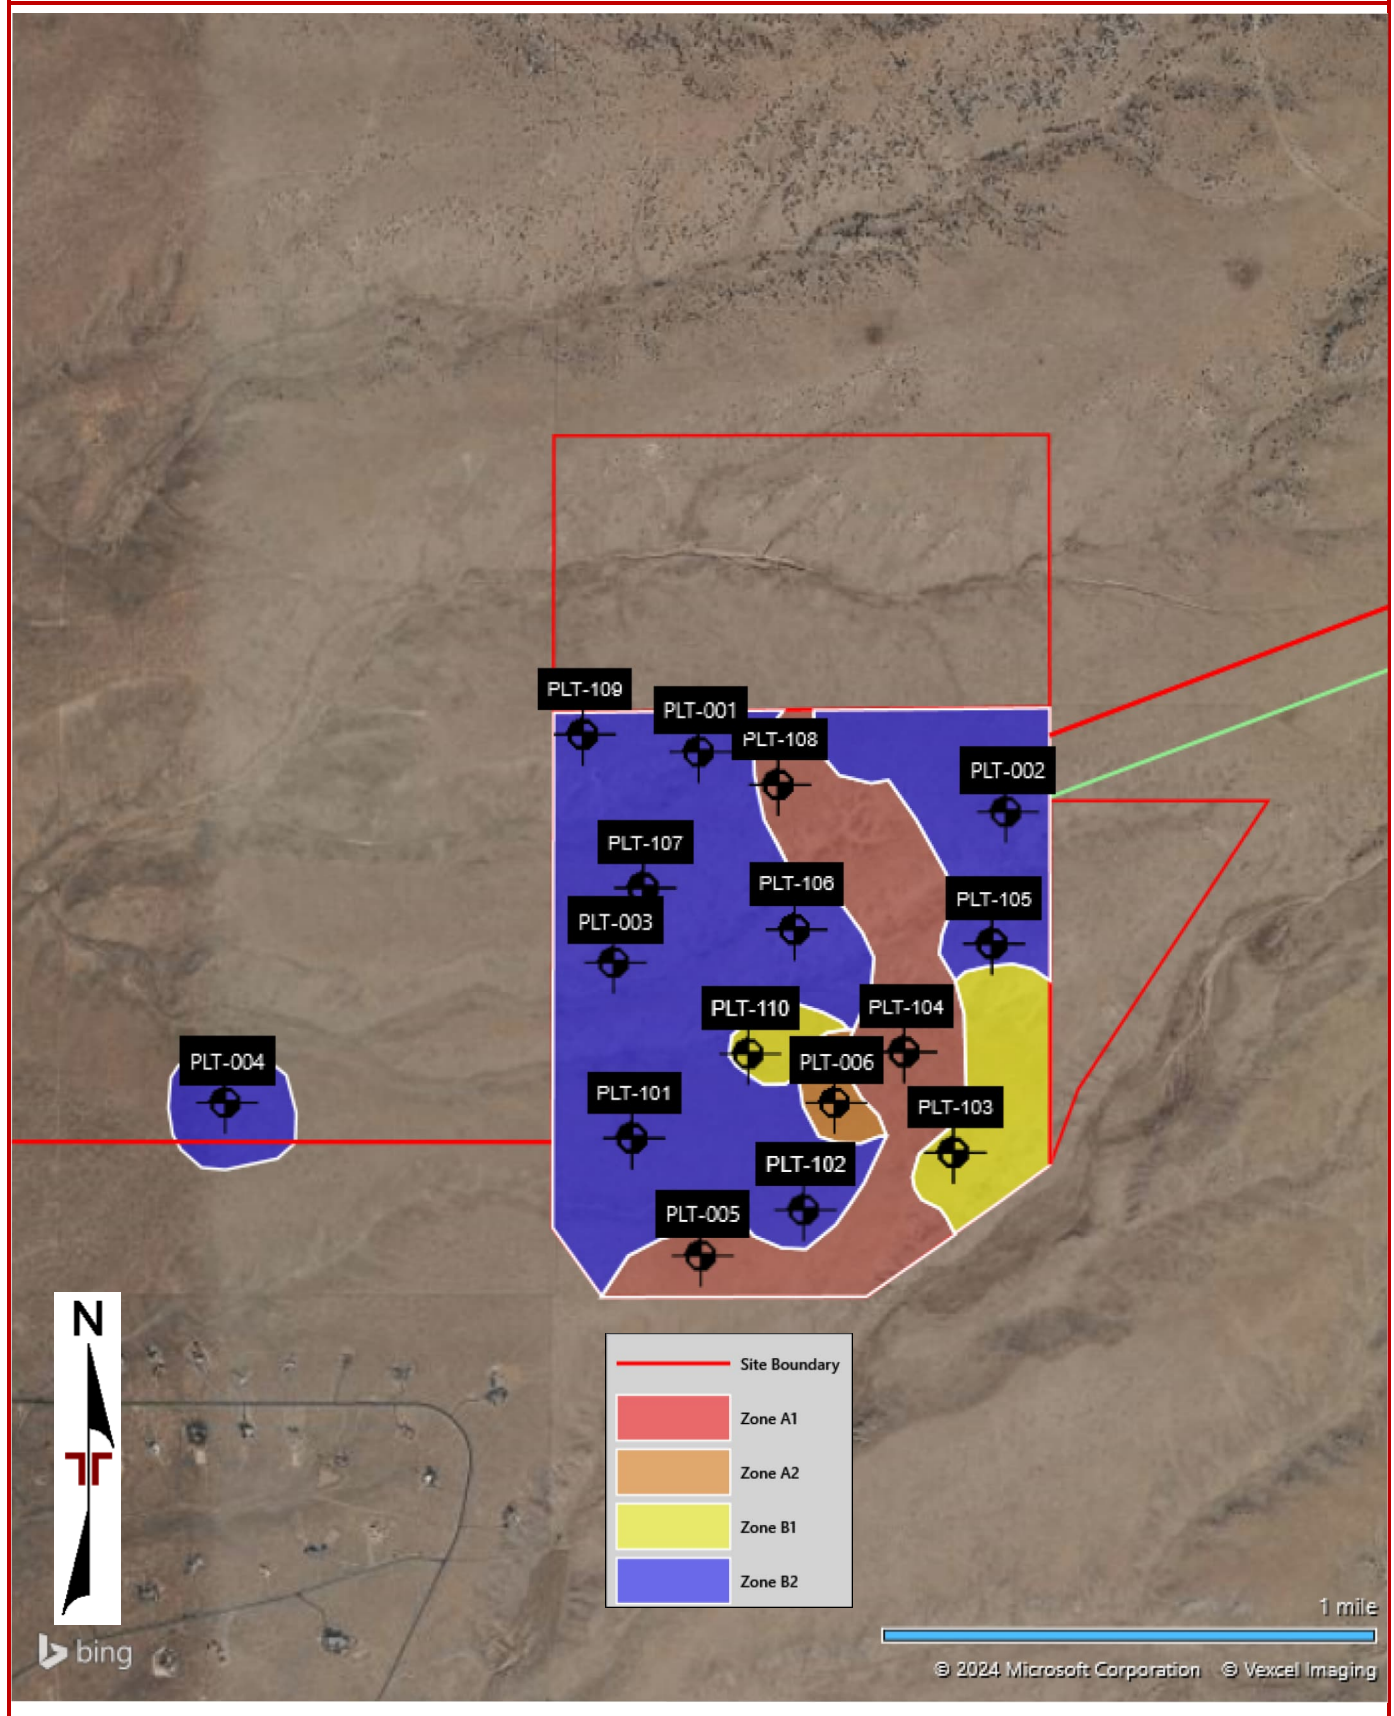 PLT-109
PLT-001
PLT-108
PLT-002
PLT-107
PLT-106
PLT-105
PLT-003
PLT-110
PLT-104
PLT-004
PLT-006
PLT-101
PLT-103
PLT-102
PLT-005
N
Site Boundary
Zone A1
Zone A2
Zone B1
Zone B2
1 mile
bing
© 2024 Microsoft Corporation © Vexcel Imaging